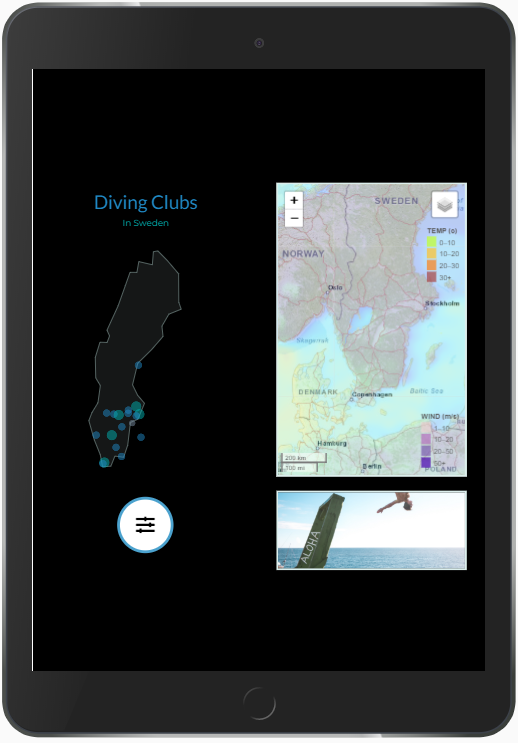 Diving Clubs
In Sweden
+
−
SWEDEN
of
TEMP (o)
0–10
10–20
20–30
30+
NORWAY
Oslo
Stockholm
Skagerrak
DENMARK
Copenhagen
Baltic Sea
WIND (m/s)
1–10
10–20
20–50
50+
Hamburg
200 km
100 mi
Berlin
POLAND
ALOHA